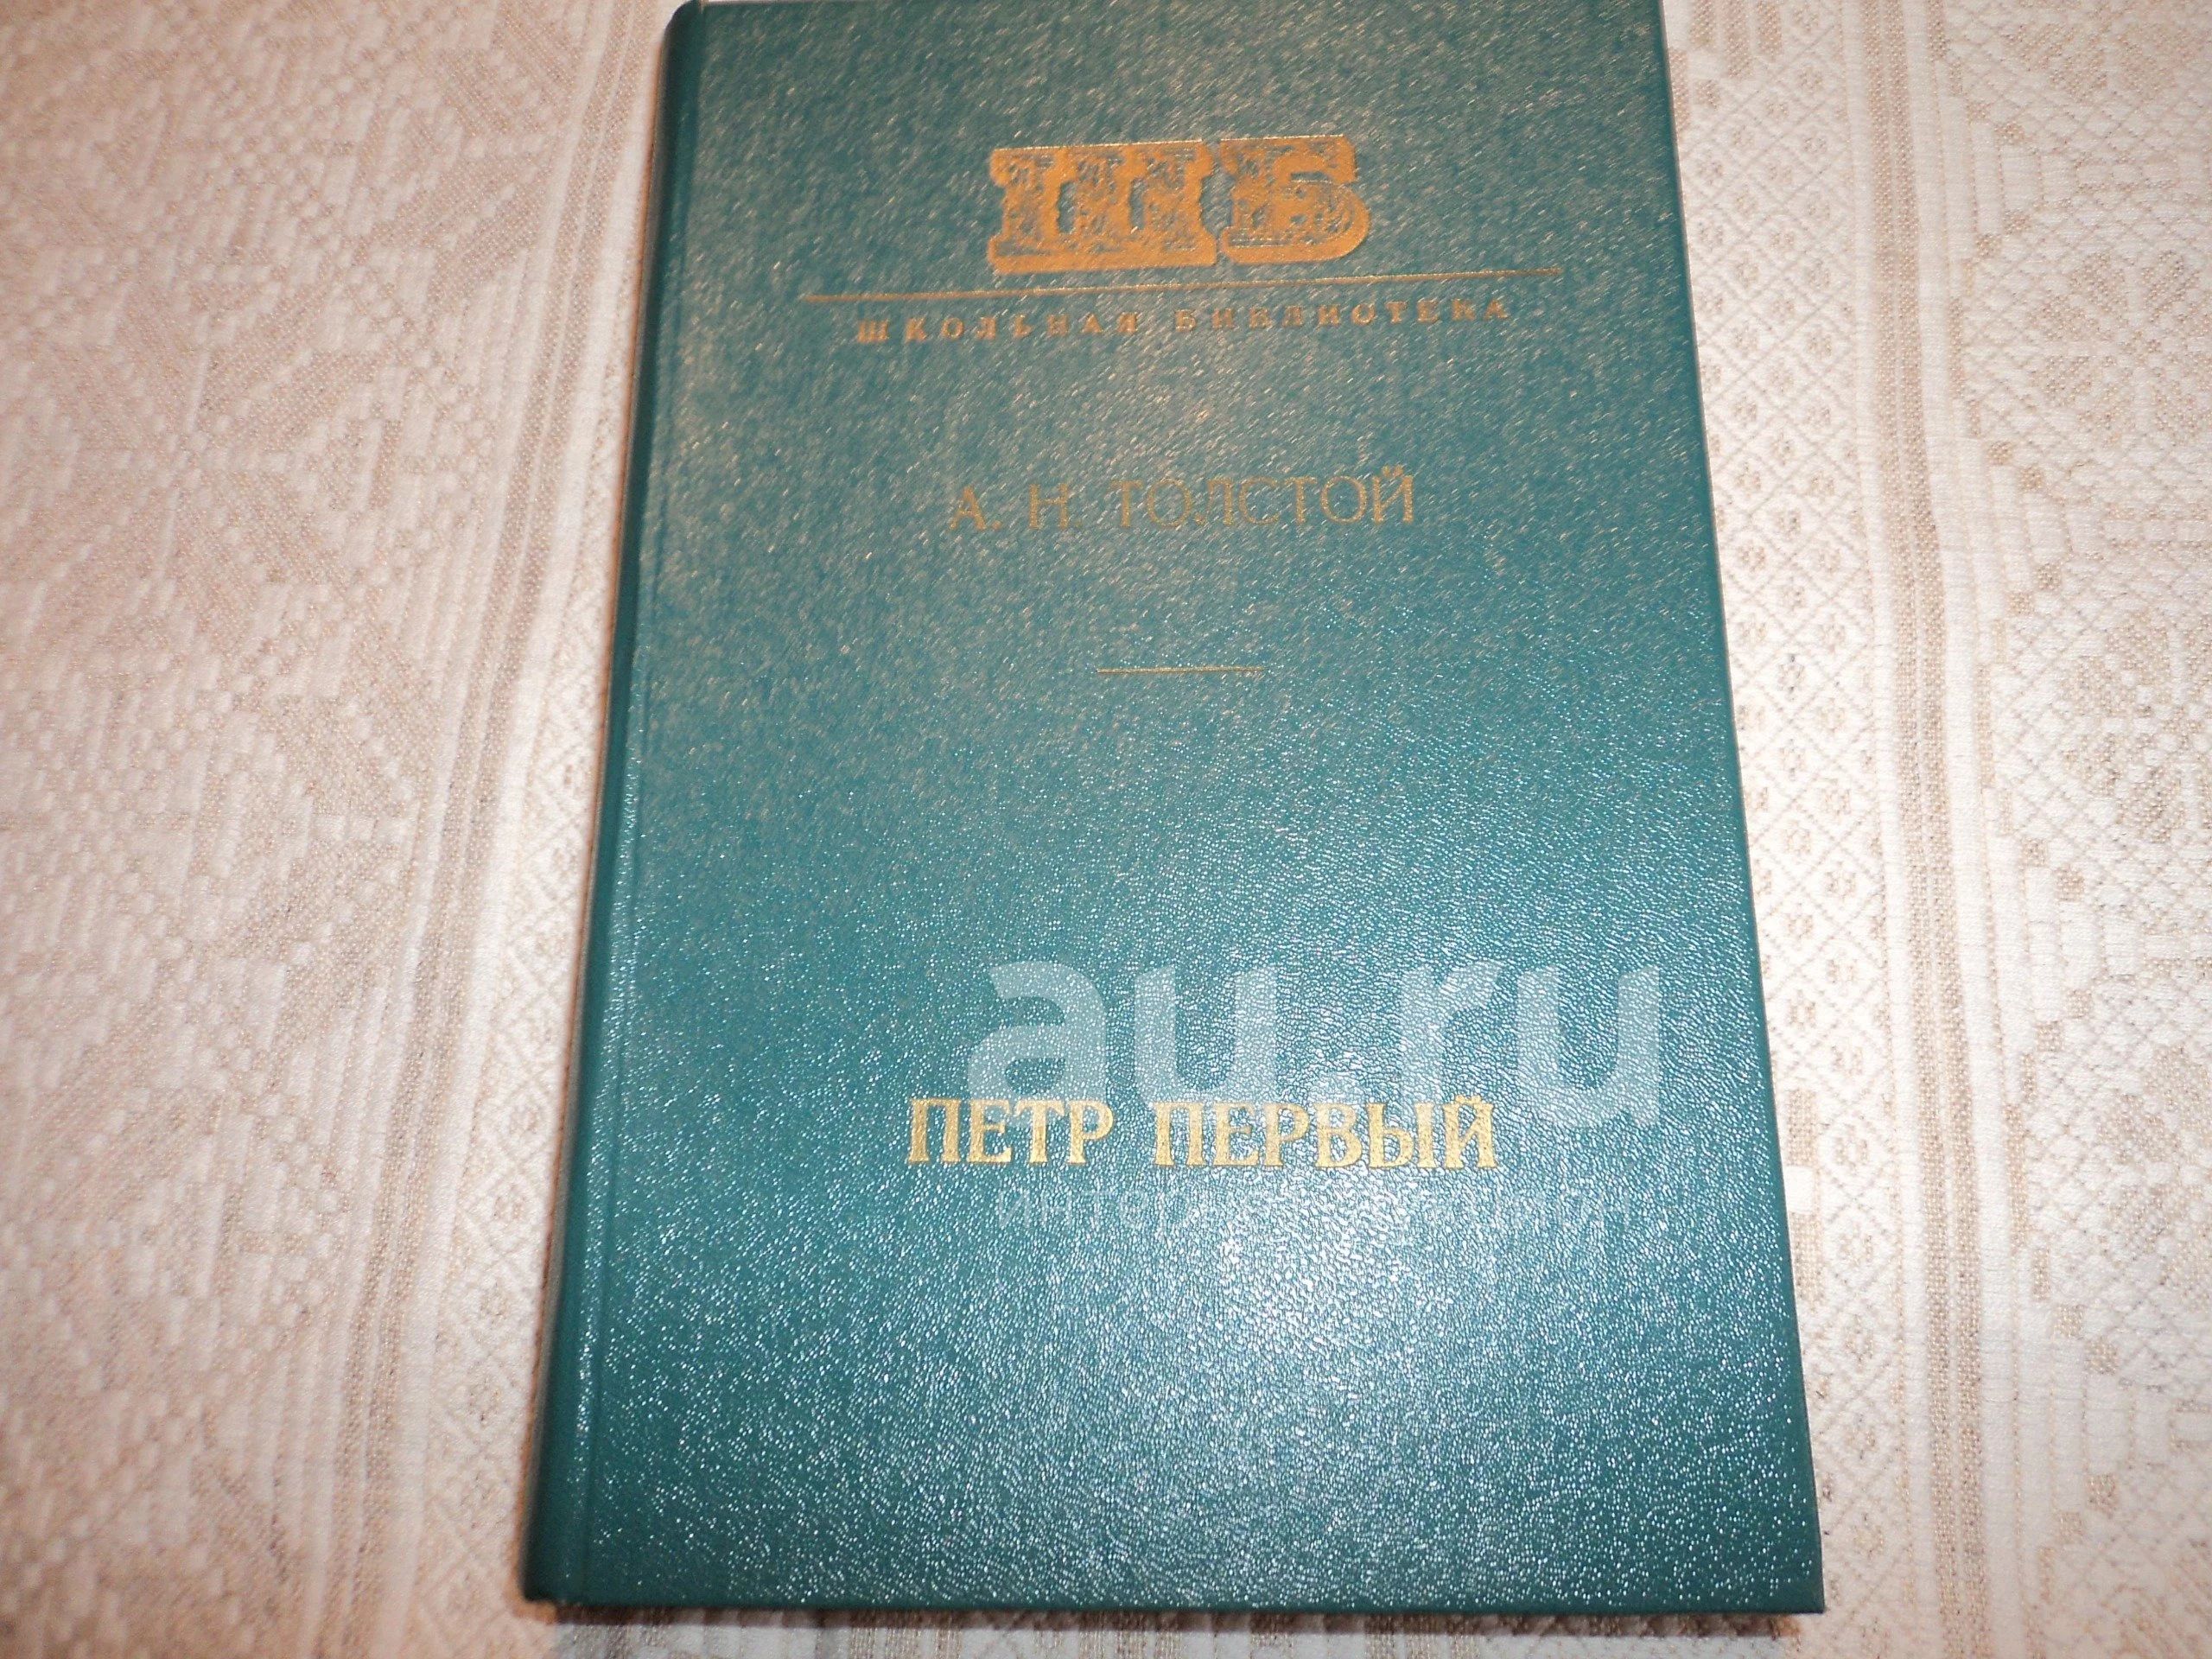 ШБ
ШКОЛЬНАЯ БИБЛИОТЕКА
А. Н. ТОЛСТОЙ
au.ru
ПЕТР ПЕРВЫЙ